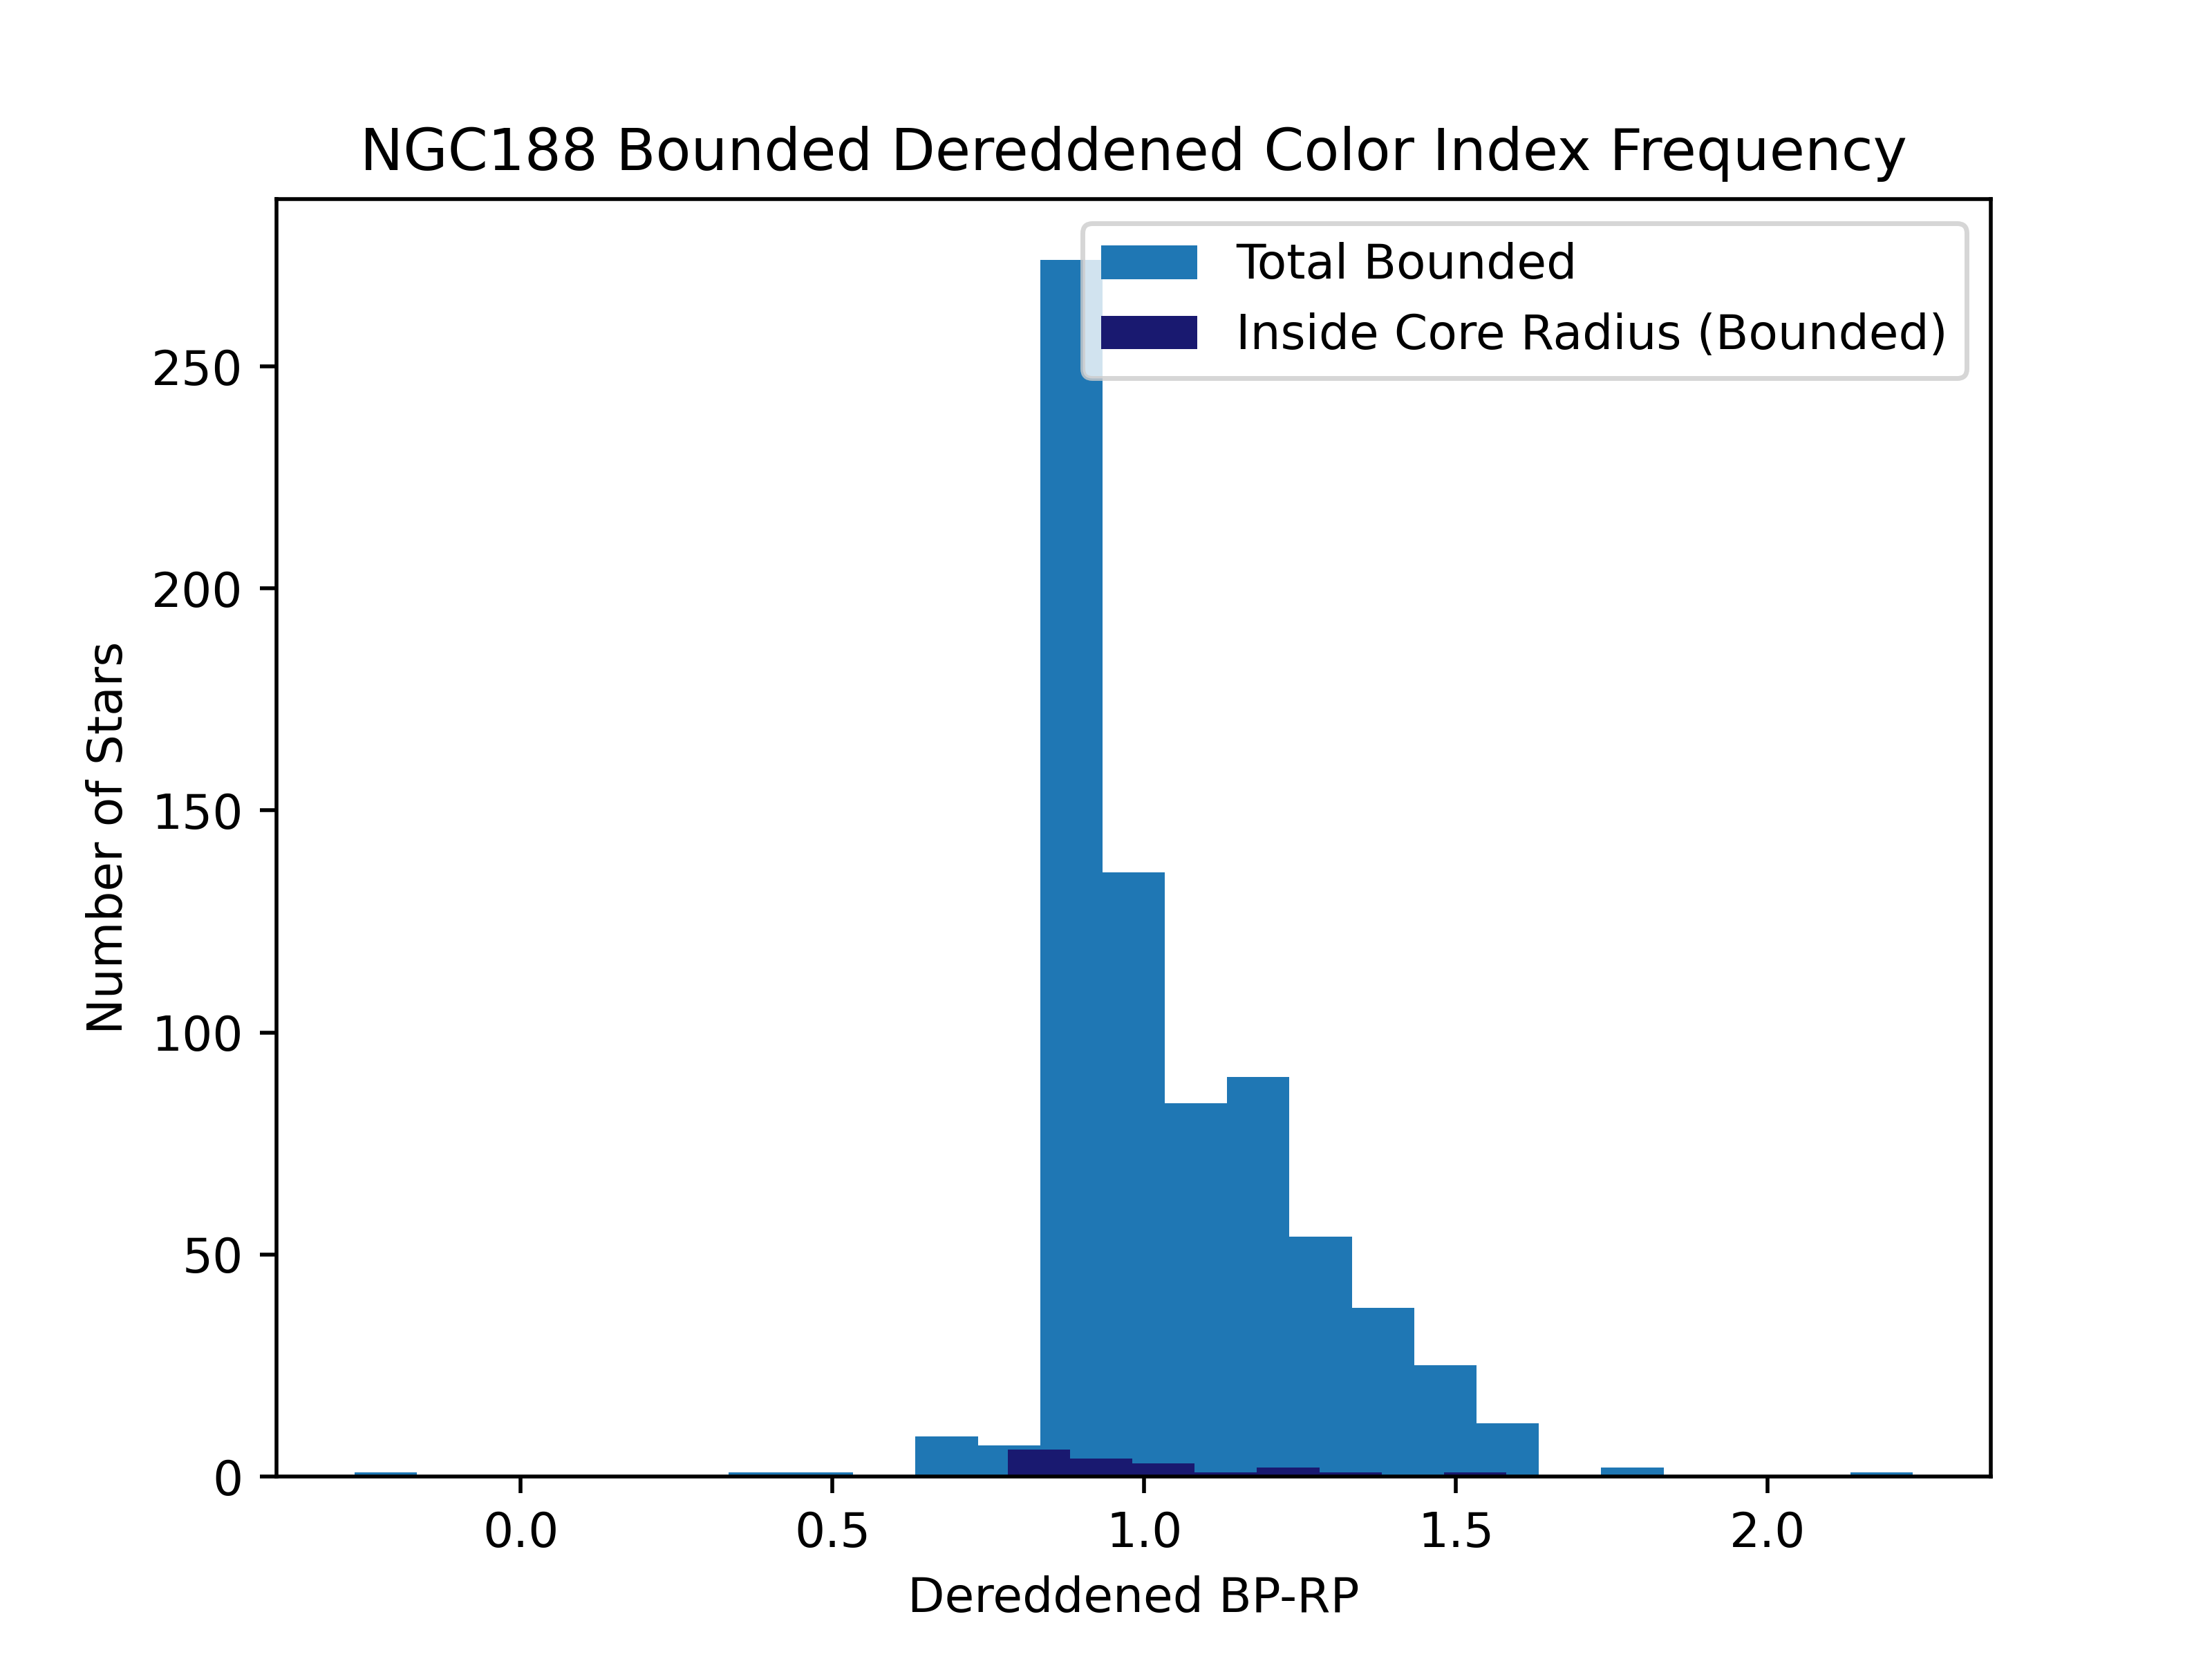 NGC188 Bounded Dereddened Color Index Frequency
Total Bounded
Inside Core Radius (Bounded)
250
200
150
100
50
0
Number of Stars
0.0 0.5 1.0 1.5 2.0
Dereddened BP-RP